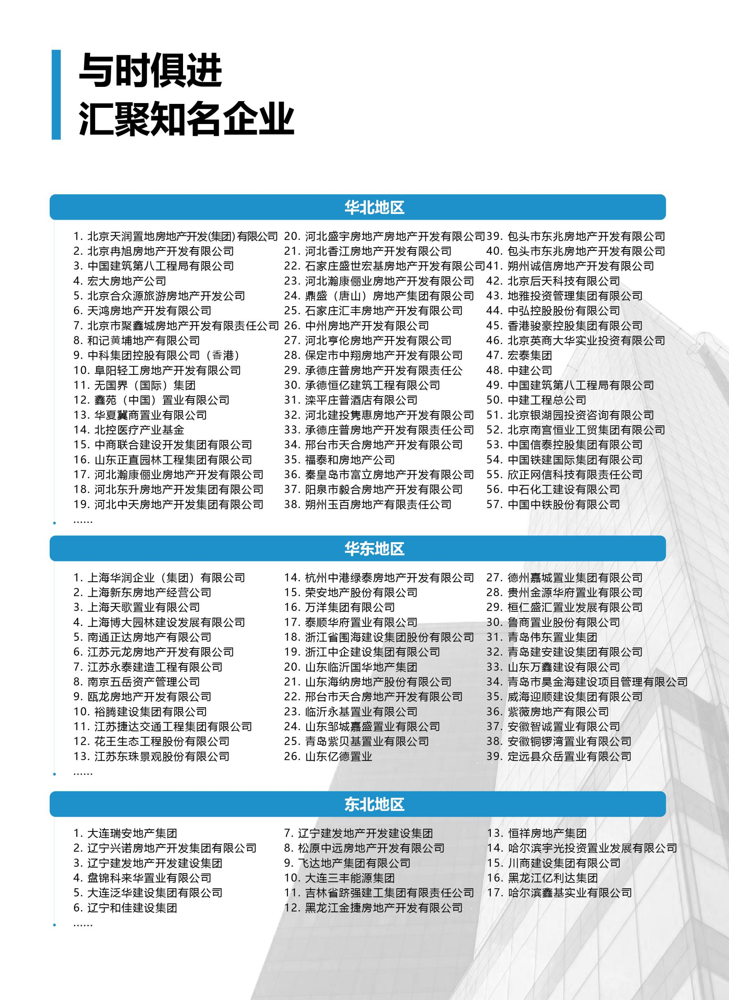 与时俱进
汇聚知名企业
华北地区
1. 北京天润置地房地产开发(集团)有限公司
2. 北京冉旭房地产开发有限公司
3. 中国建筑第八工程局有限公司
4. 宏大房地产公司
5. 北京合众源旅游房地产开发公司
6. 天鸿房地产开发有限公司
7. 北京市聚鑫城房地产开发有限责任公司
8. 和记黄埔地产有限公司
9. 中科集团控股有限公司（香港）
10. 阜阳轻工房地产开发有限公司
11. 无国界（国际）集团
12. 鑫苑（中国）置业有限公司
13. 华夏冀商置业有限公司
14. 北控医疗产业基金
15. 中商联合建设开发集团有限公司
16. 山东正直园林工程集团有限公司
17. 河北瀚康俪业房地产开发有限公司
18. 河北东升房地产开发集团有限公司
19. 河北中天房地产开发集团有限公司
......
20. 河北盛宇房地产房地产开发有限公司
21. 河北香江房地产开发有限公司
22. 石家庄盛世宏基房地产开发有限公司
23. 河北瀚康俪业房地产开发有限公司
24. 鼎盛（唐山）房地产集团有限公司
25. 石家庄汇丰房地产开发有限公司
26. 中州房地产开发有限公司
27. 河北亨伦房地产开发有限公司
28. 保定市中翔房地产开发有限公司
29. 承德庄普房地产开发有限责任公
30. 承德恒亿建筑工程有限公司
31. 滦平庄普酒店有限公司
32. 河北建投隽惠房地产开发有限公司
33. 承德庄普房地产开发有限责任公司
34. 邢台市天合房地产开发有限公司
35. 福泰和房地产公司
36. 秦皇岛市富立房地产开发有限公司
37. 阳泉市毅合房地产开发有限公司
38. 朔州玉百房地产有限责任公司
39. 包头市东兆房地产开发有限公司
40. 包头市东兆房地产开发有限公司
41. 朔州诚信房地产开发有限公司
42. 北京后天科技有限公司
43. 地雅投资管理集团有限公司
44. 中弘控股股份有限公司
45. 香港骏豪控股集团有限公司
46. 北京英商大华实业投资有限公司
47. 宏泰集团
48. 中建公司
49. 中国建筑第八工程局有限公司
50. 中建工程总公司
51. 北京银湖园投资咨询有限公司
52. 北京南宫恒业工贸集团有限公司
53. 中国信泰控股集团有限公司
54. 中国铁建国际集团有限公司
55. 欣正网信科技有限责任公司
56. 中石化工建设有限公司
57. 中国中铁股份有限公司
华东地区
1. 上海华润企业（集团）有限公司
2. 上海新东房地产经营公司
3. 上海天歌置业有限公司
4. 上海博大园林建设发展有限公司
5. 南通正达房地产有限公司
6. 江苏元龙房地产开发有限公司
7. 江苏永泰建造工程有限公司
8. 南京五岳资产管理公司
9. 瓯龙房地产开发有限公司
10. 裕腾建设集团有限公司
11. 江苏捷达交通工程集团有限公司
12. 花王生态工程股份有限公司
13. 江苏东珠景观股份有限公司
......
14. 杭州中港绿泰房地产开发有限公司
15. 荣安地产股份有限公司
16. 万洋集团有限公司
17. 泰顺华府置业有限公司
18. 浙江省围海建设集团股份有限公司
19. 浙江中企建设集团有限公司
20. 山东临沂国华地产集团
21. 山东海纳房地产股份有限公司
22. 邢台市天合房地产开发有限公司
23. 临沂永基置业有限公司
24. 山东邹城嘉盛置业有限公司
25. 青岛紫贝基置业有限公司
26. 山东亿德置业
27. 德州嘉城置业集团有限公司
28. 贵州金源华府置业有限公司
29. 桓仁盛汇置业发展有限公司
30. 鲁商置业股份有限公司
31. 青岛伟东置业集团
32. 青岛建安建设集团有限公司
33. 山东万鑫建设有限公司
34. 青岛市昊金海建设项目管理有限公司
35. 威海迎顺建设集团有限公司
36. 紫薇房地产有限公司
37. 安徽智诚置业有限公司
38. 安徽铜锣湾置业有限公司
39. 定远县众岳置业有限公司
东北地区
1. 大连瑞安地产集团
2. 辽宁兴诺房地产开发集团有限公司
3. 辽宁建发地产开发建设集团
4. 盘锦科来华置业有限公司
5. 大连泛华建设集团有限公司
6. 辽宁和佳建设集团
......
7. 辽宁建发地产开发建设集团
8. 松原中远房地产开发有限公司
9. 飞达地产集团有限公司
10. 大连三丰能源集团
11. 吉林省跻强建工集团有限责任公司
12. 黑龙江金捷房地产开发有限公司
13. 恒祥房地产集团
14. 哈尔滨宇光投资置业发展有限公司
15. 川商建设集团有限公司
16. 黑龙江亿利达集团
17. 哈尔滨鑫基实业有限公司